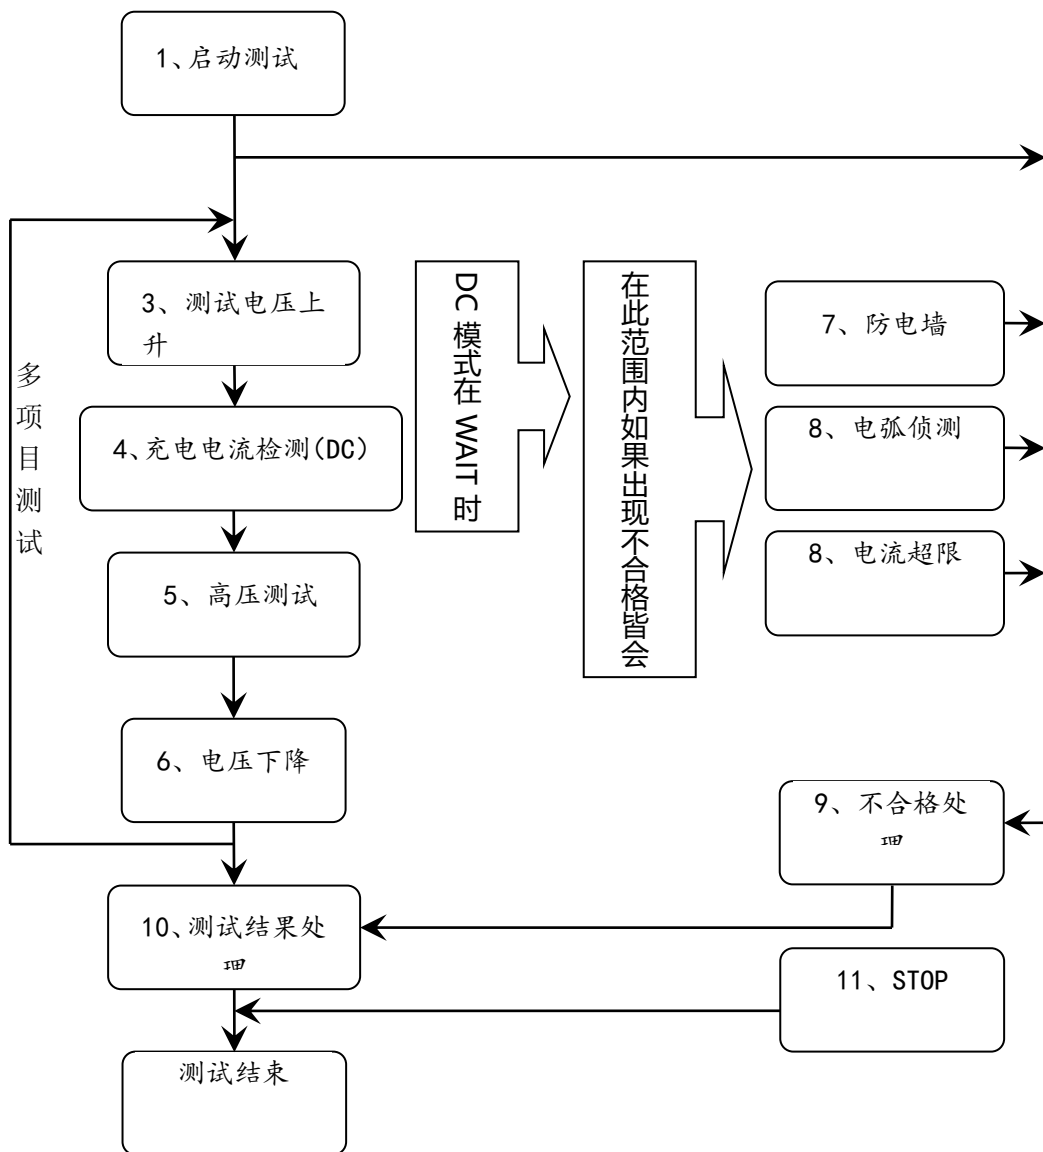 1、启动测试
3、测试电压上
升
4、充电电流检测(DC)
5、高压测试
6、电压下降
10、测试结果处
理
测试结束
多项目测试
DC 模式在 WAIT 时
在此范围内如果出现不合格皆会
7、防电墙
8、电弧侦测
8、电流超限
9、不合格处
理
11、STOP